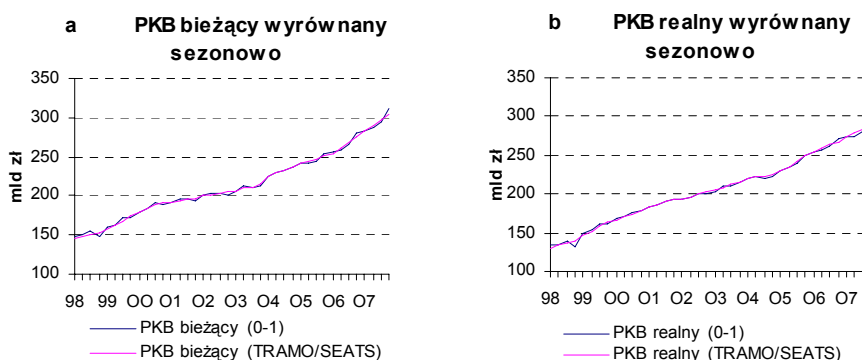 a PKB bieżący wyrównany
sezonowo
350
300
250
200
150
100
mld zł
98 99 OO O1 O2 O3 O4 O5 O6 O7
PKB bieżący (0-1)
PKB bieżący (TRAMO/SEATS)
b PKB realny wyrównany
sezonowo
350
300
250
200
150
100
mld zł
98 99 OO O1 O2 O3 O4 O5 O6 O7
PKB realny (0-1)
PKB realny (TRAMO/SEATS)